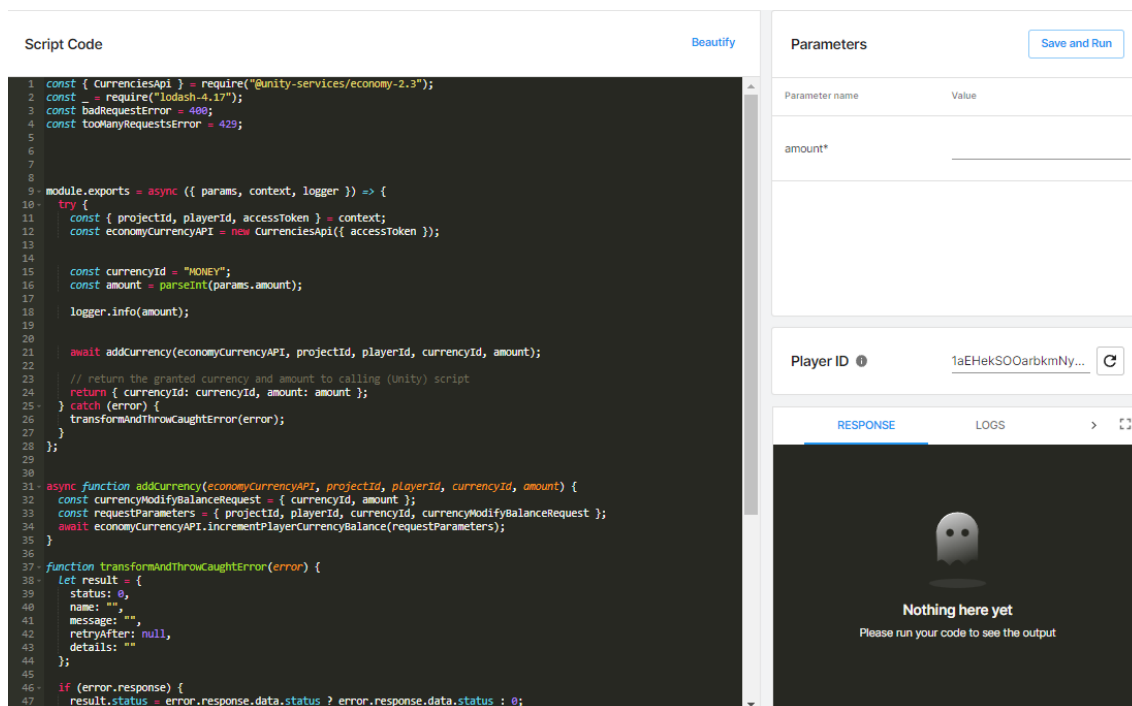 Script Code
Beautify
1 const { CurrenciesApi } = require("@unity-services/economy-2.3");
2 const _ = require("lodash-4.17");
3 const badRequestError = 400;
4 const tooManyRequestsError = 429;
5
6
7
8
9 module.exports = async ({ params, context, logger }) => {
10 try {
11 const { projectId, playerId, accessToken } = context;
12 const economyCurrencyAPI = new CurrenciesApi({ accessToken });
13
14
15 const currencyId = "MONEY";
16 const amount = parseInt(params.amount);
17
18 logger.info(amount);
19
20
21 await addCurrency(economyCurrencyAPI, projectId, playerId, currencyId, amount);
22
23 // return the granted currency and amount to calling (Unity) script
24 return { currencyId: currencyId, amount: amount };
25 } catch (error) {
26 transformAndThrowCaughtError(error);
27 }
28 };
29
30
31 async function addCurrency(economyCurrencyAPI, projectId, playerId, currencyId, amount) {
32 const currencyModifyBalanceRequest = { currencyId, amount };
33 const requestParameters = { projectId, playerId, currencyId, currencyModifyBalanceRequest };
34 await economyCurrencyAPI.incrementPlayerCurrencyBalance(requestParameters);
35 }
36
37 function transformAndThrowCaughtError(error) {
38 let result = {
39 status: 0,
40 name: "",
41 message: "",
42 retryAfter: null,
43 details: ""
44 };
45
46 if (error.response) {
47 result.status = error.response.data.status ? error.response.data.status : 0;
Parameters
Save and Run
Parameter name Value
amount*
Player ID 1aEHekSOOarbkmNy...
RESPONSE LOGS
Nothing here yet
Please run your code to see the output